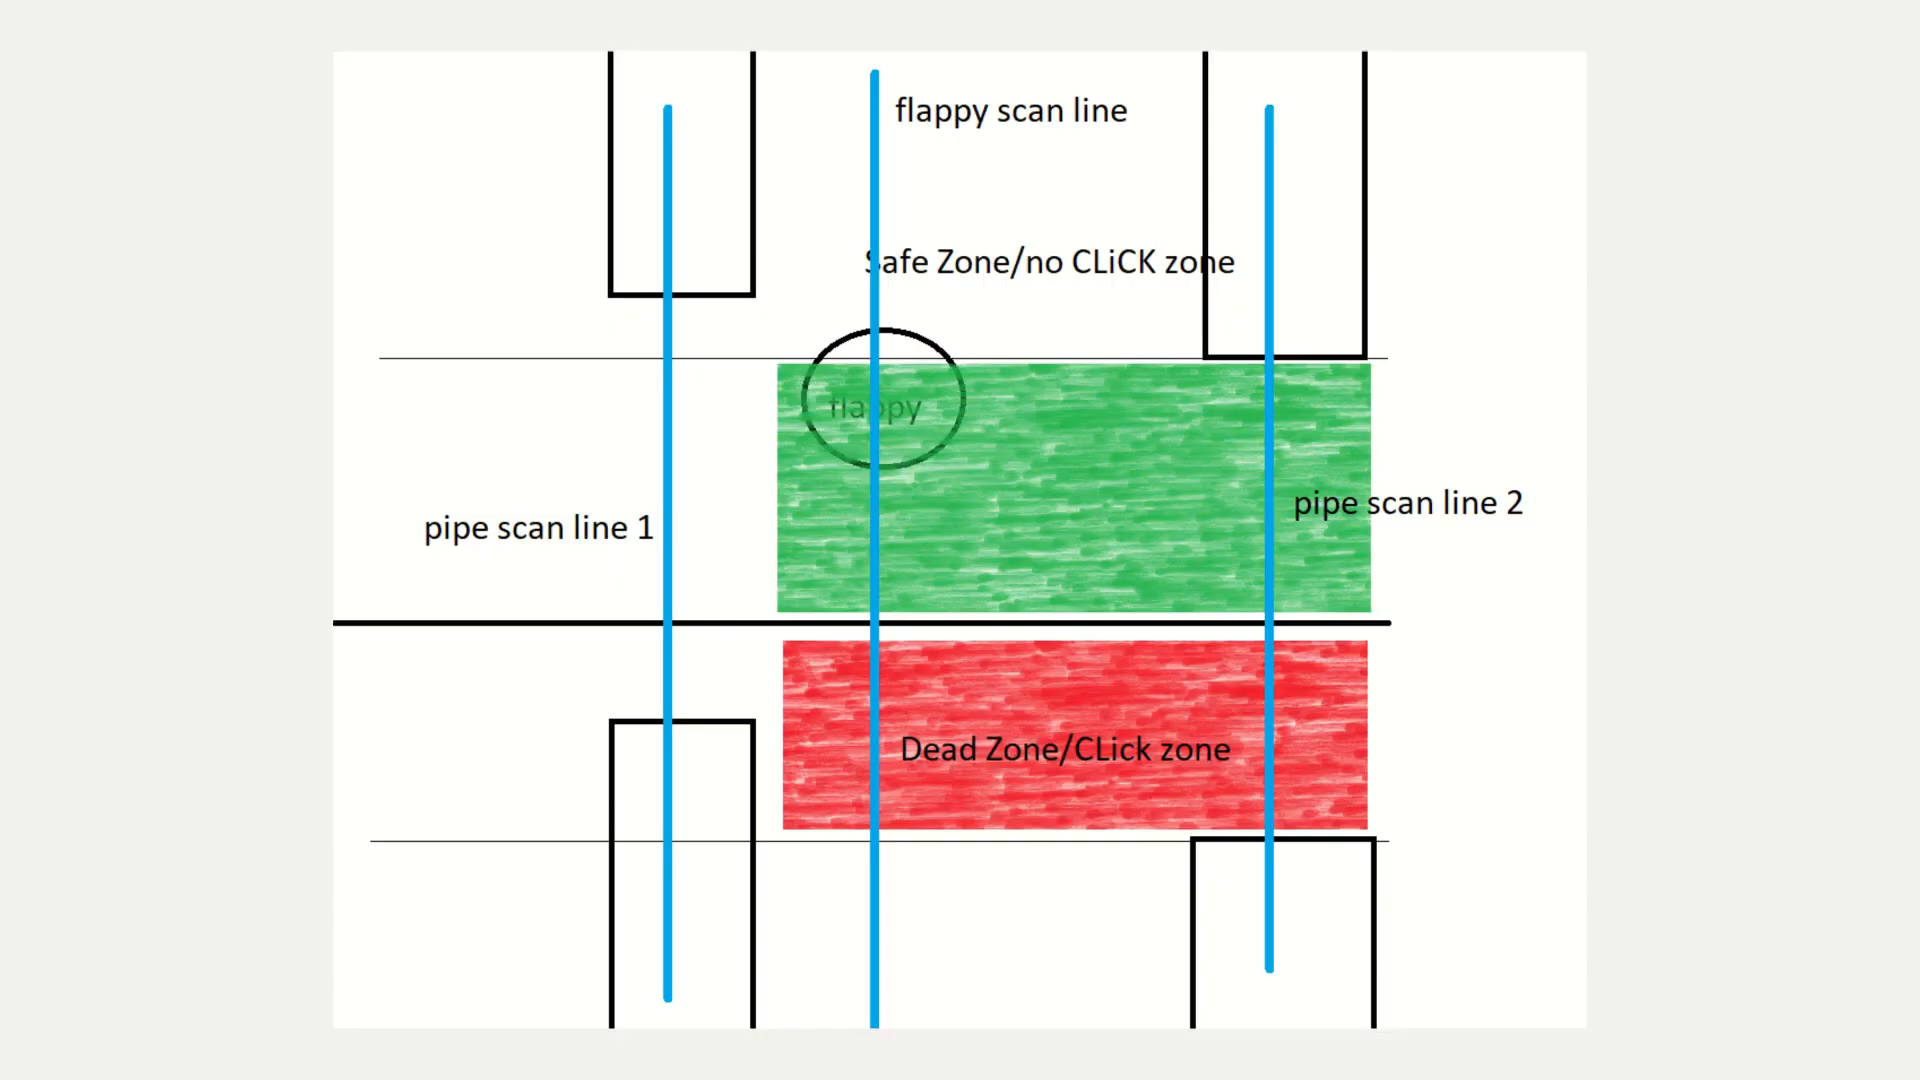 flappy scan line
Safe Zone/no CLiCK zone
flappy
pipe scan line 2
pipe scan line 1
Dead Zone/CLick zone